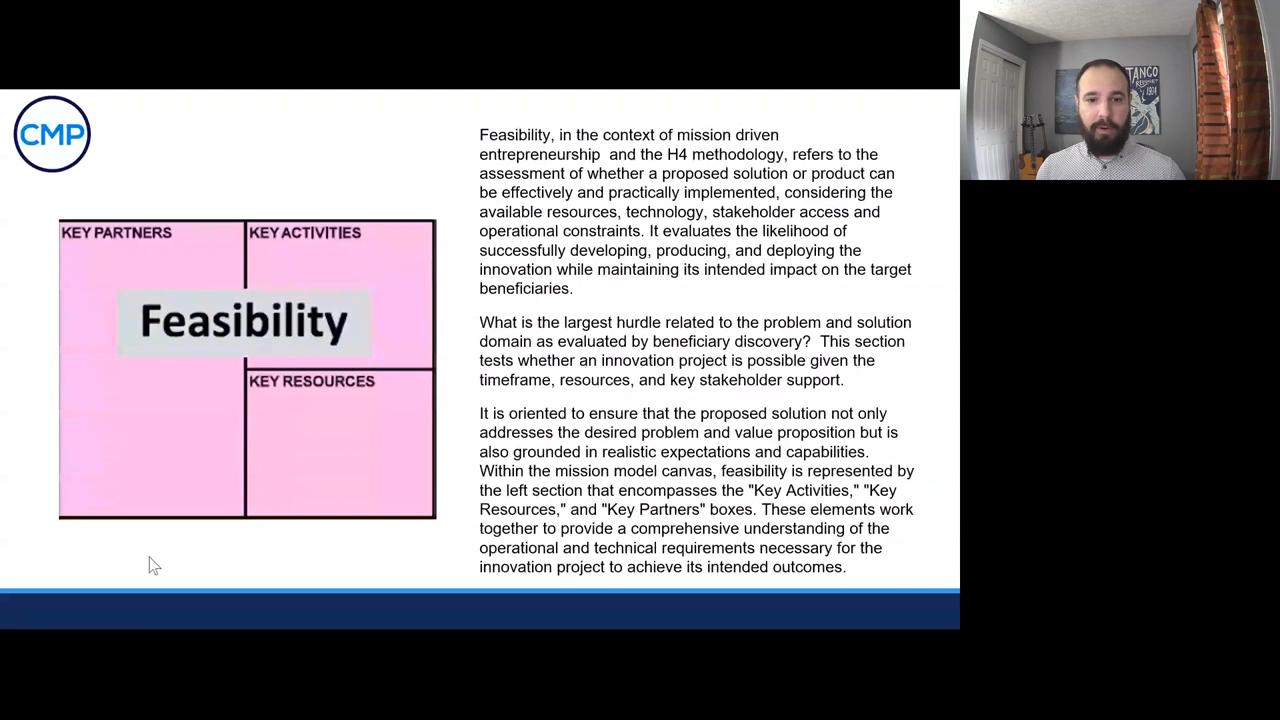 CMP
KEY PARTNERS
KEY ACTIVITIES
Feasibility
KEY RESOURCES
Feasibility, in the context of mission driven
entrepreneurship  and the H4 methodology, refers to the
assessment of whether a proposed solution or product can
be effectively and practically implemented, considering the
available resources, technology, stakeholder access and
operational constraints. It evaluates the likelihood of
successfully developing, producing, and deploying the
innovation while maintaining its intended impact on the target
beneficiaries.
What is the largest hurdle related to the problem and solution
domain as evaluated by beneficiary discovery?  This section
tests whether an innovation project is possible given the
timeframe, resources, and key stakeholder support.
It is oriented to ensure that the proposed solution not only
addresses the desired problem and value proposition but is
also grounded in realistic expectations and capabilities.
Within the mission model canvas, feasibility is represented by
the left section that encompasses the "Key Activities," "Key
Resources," and "Key Partners" boxes. These elements work
together to provide a comprehensive understanding of the
operational and technical requirements necessary for the
innovation project to achieve its intended outcomes.